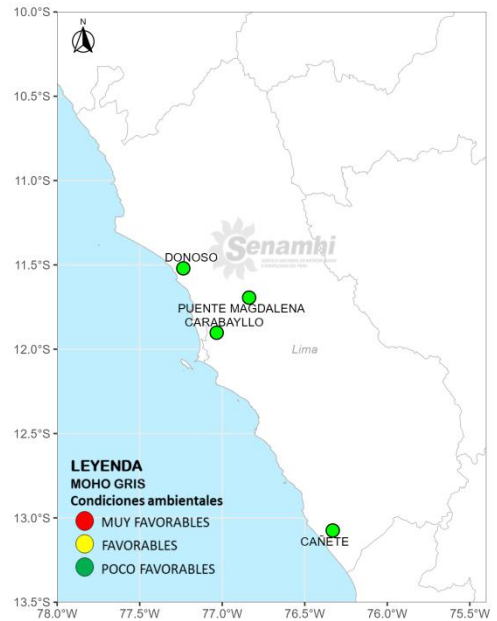 10.0°S
N
10.5°S
11.0°S
Senamhi
DONOSO
11.5°S
PUENTE MAGDALENA
CARABAYLLO
12.0°S
Lima
12.5°S
LEYENDA
MOHO GRIS
Condiciones ambientales
13.0°S
MUY FAVORABLES
FAVORABLES
CAÑETE
POCO FAVORABLES
13.5°S
78.0°W 77.5°W 77.0°W 76.5°W 76.0°W 75.5°W